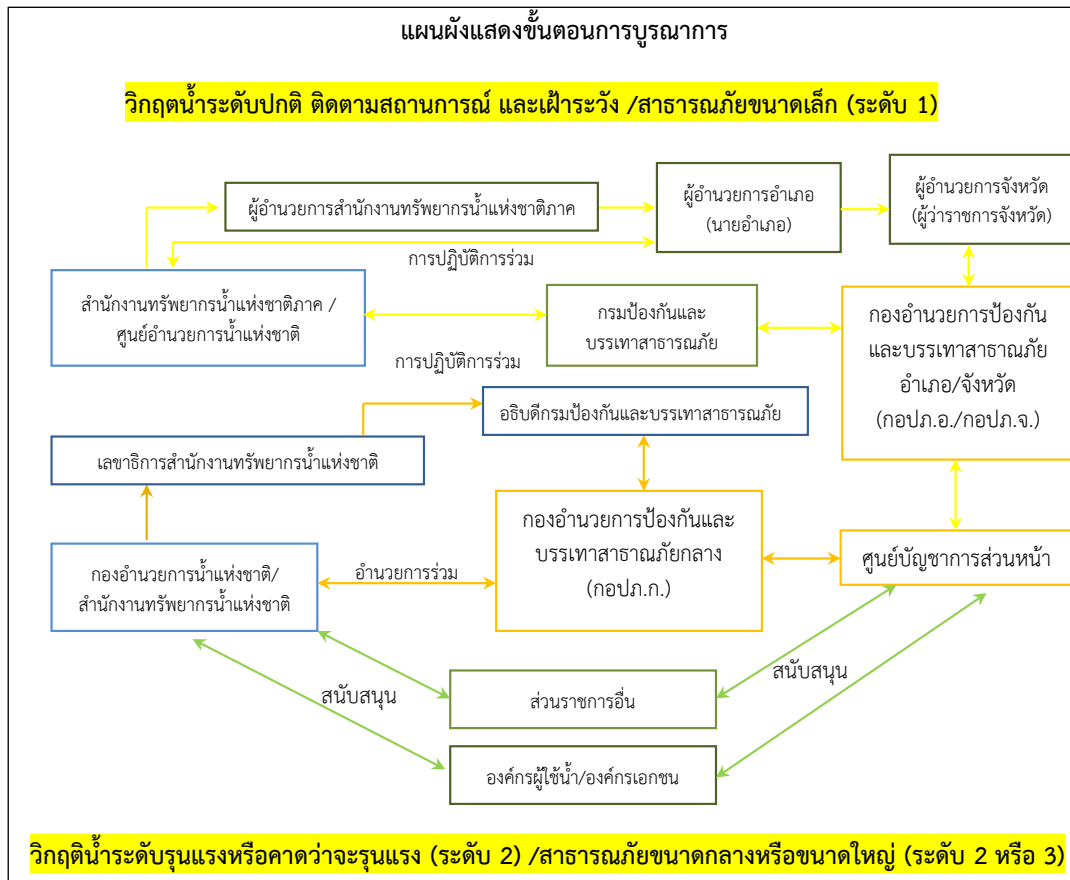 แผนผังแสดงขั้นตอนการบูรณาการ
วิกฤตน้ำระดับปกติ ติดตามสถานการณ์ และเฝ้าระวัง /สาธารณภัยขนาดเล็ก (ระดับ 1)
ผู้อำนวยการสำนักงานทรัพยากรน้ำแห่งชาติภาค
ผู้อำนวยการอำเภอ
(นายอำเภอ)
ผู้อำนวยการจังหวัด
(ผู้ว่าราชการจังหวัด)
การปฏิบัติการร่วม
สำนักงานทรัพยากรน้ำแห่งชาติภาค /
ศูนย์อำนวยการน้ำแห่งชาติ
กรมป้องกันและ
บรรเทาสาธารณภัย
กองอำนวยการป้องกัน
และบรรเทาสาธาณภัย
อำเภอ/จังหวัด
(กอปภ.อ./กอปภ.จ.)
การปฏิบัติการร่วม
อธิบดีกรมป้องกันและบรรเทาสาธารณภัย
เลขาธิการสำนักงานทรัพยากรน้ำแห่งชาติ
กองอำนวยการป้องกันและ
บรรเทาสาธาณภัยกลาง
(กอปภ.ก.)
ศูนย์บัญชาการส่วนหน้า
กองอำนวยการน้ำแห่งชาติ/
สำนักงานทรัพยากรน้ำแห่งชาติ
อำนวยการร่วม
สนับสนุน
ส่วนราชการอื่น
สนับสนุน
องค์กรผู้ใช้น้ำ/องค์กรเอกชน
วิกฤติน้ำระดับรุนแรงหรือคาดว่าจะรุนแรง (ระดับ 2) /สาธารณภัยขนาดกลางหรือขนาดใหญ่ (ระดับ 2 หรือ 3)